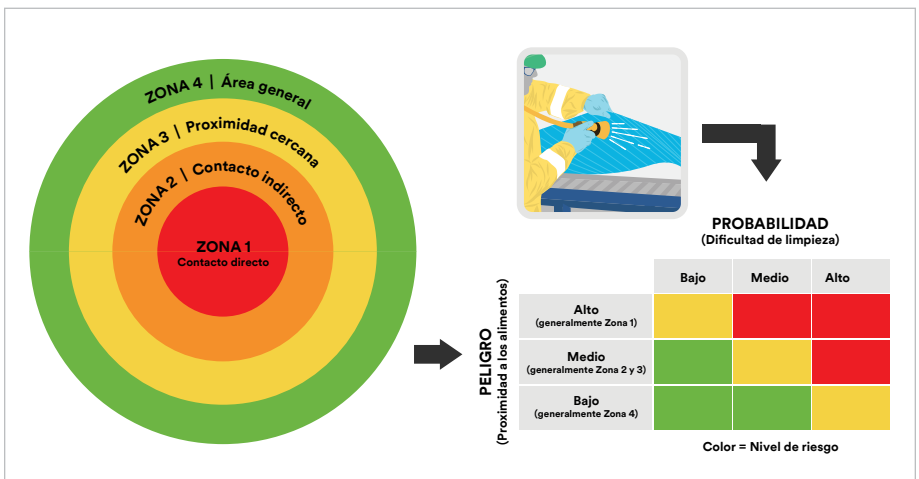 ZONA 4 | Área general
ZONA 3 | Proximidad cercana
ZONA 2 | Contacto indirecto
ZONA 1
Contacto directo
PROBABILIDAD
(Dificultad de limpieza)
PELIGRO
(Proximidad a los alimentos)
Bajo Medio Alto
Alto
(generalmente Zona 1)
Medio
(generalmente Zona 2 y 3)
Bajo
(generalmente Zona 4)
Color = Nivel de riesgo